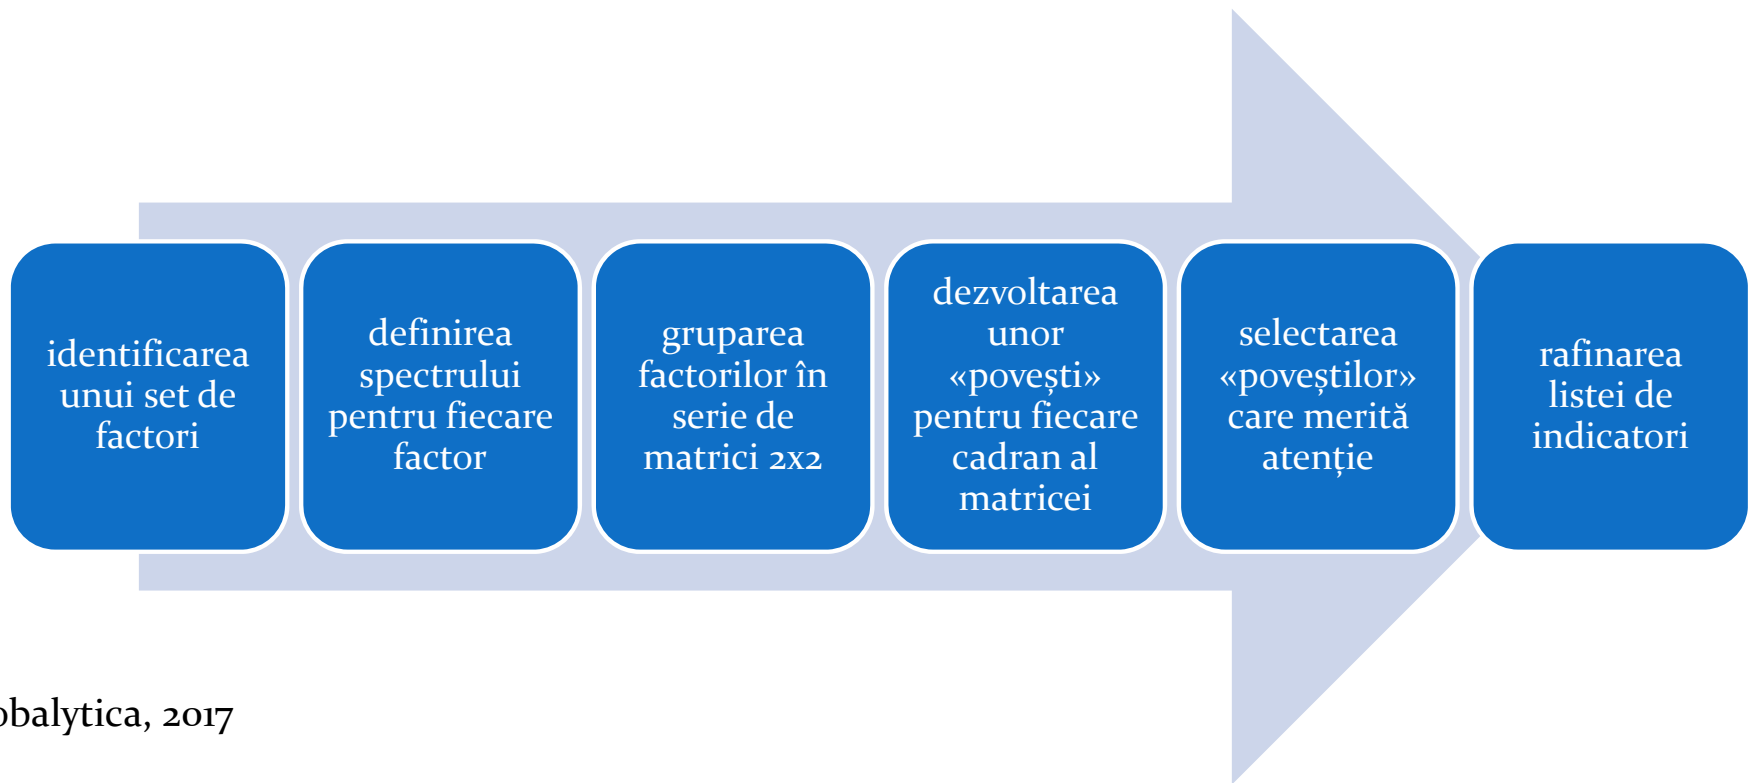 identificarea
unui set de
factori
definirea
spectrului
pentru fiecare
factor
gruparea
factorilor în
serie de
matrici 2x2
dezvoltarea
unor
«povești»
pentru fiecare
cadran al
matricei
selectarea
«poveștilor»
care merită
atenție
rafinarea
listei de
indicatori
obalytica, 2017